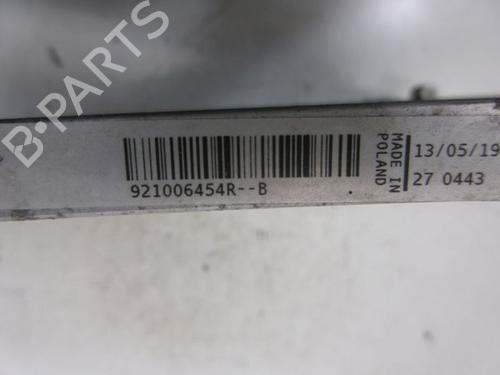 B-PARTS
921006454R--B
MADE IN
POLAND
13/05/19
27 0443